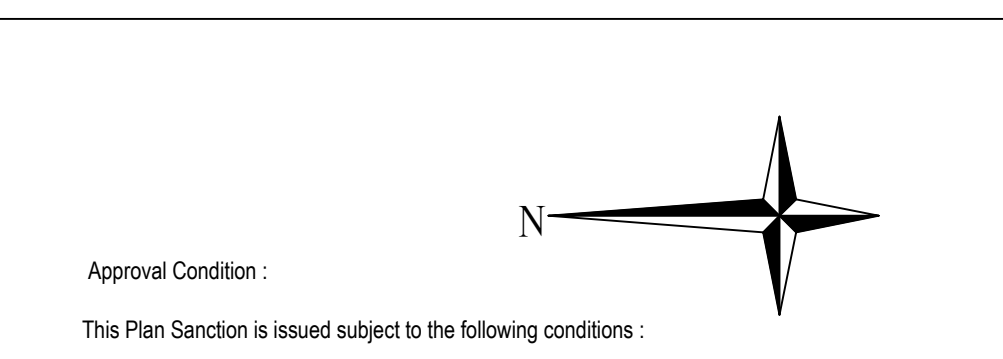 N
Approval Condition :
This Plan Sanction is issued subject to the following conditions :